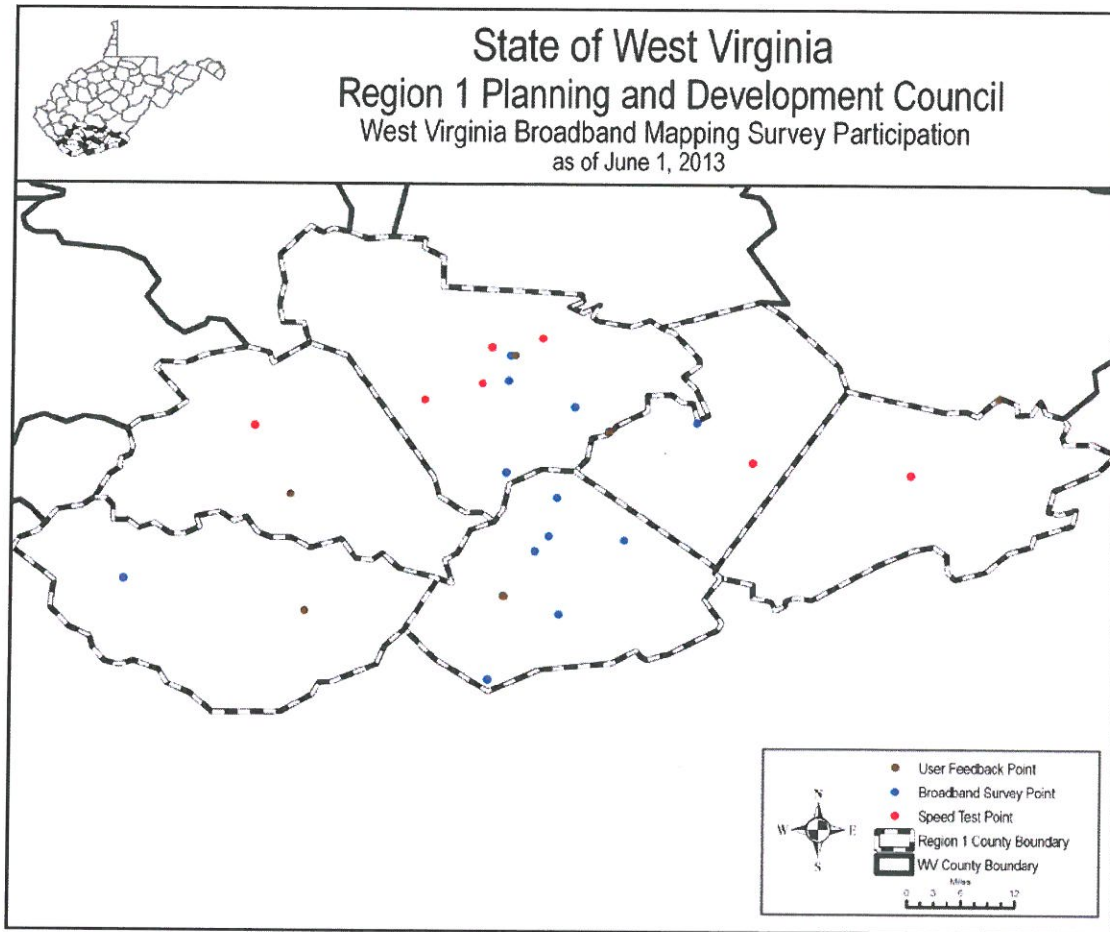 State of West Virginia
Region 1 Planning and Development Council
West Virginia Broadband Mapping Survey Participation
as of June 1, 2013
User Feedback Point
Broadband Survey Point
Speed Test Point
Region 1 County Boundary
WV County Boundary
N
W E
S
Miles
0 3 6 12